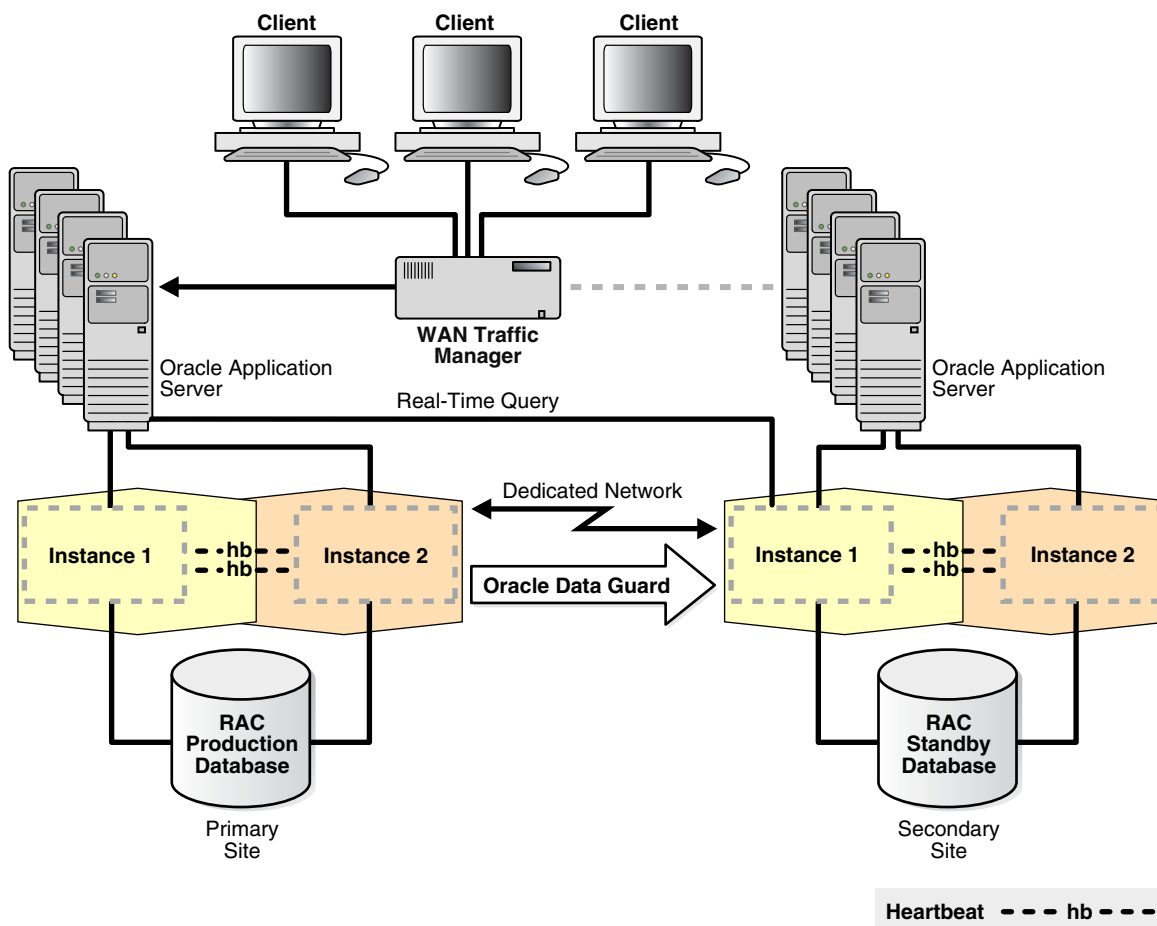 Client
Client
Client
WAN Traffic
Manager
Oracle Application
Server
Oracle Application
Server
Real-Time Query
Dedicated Network
Instance 1
hb
hb
Instance 2
Oracle Data Guard
Instance 1
hb
hb
Instance 2
RAC
Production
Database
RAC
Standby
Database
Primary
Site
Secondary
Site
Heartbeat
hb